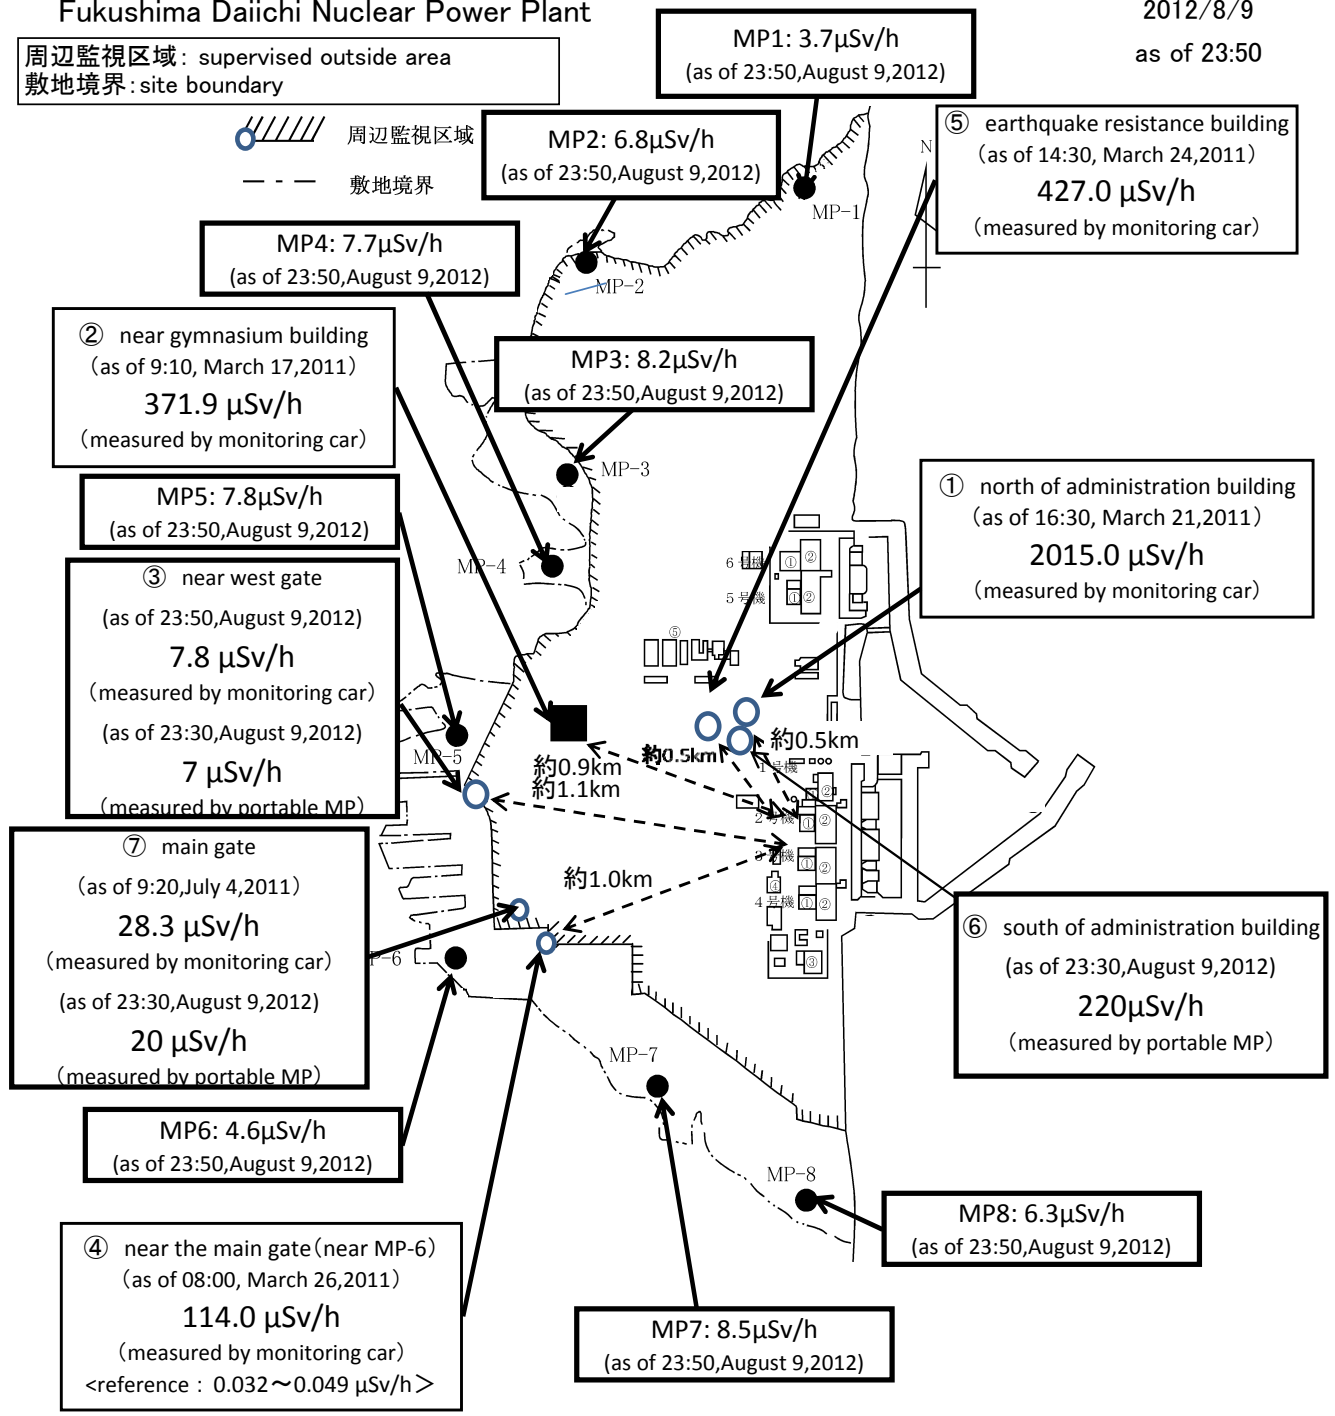 Fukushima Daiichi Nuclear Power Plant
2012/8/9
as of 23:50
周辺監視区域: supervised outside area
敷地境界:site boundary
周辺監視区域
敷地境界
MP1: 3.7μSv/h
(as of 23:50,August 9,2012)
MP2: 6.8μSv/h
(as of 23:50,August 9,2012)
⑤ earthquake resistance building
(as of 14:30, March 24,2011)
427.0 μSv/h
(measured by monitoring car)
N
MP-1
MP4: 7.7μSv/h
(as of 23:50,August 9,2012)
MP-2
② near gymnasium building
(as of 9:10, March 17,2011)
371.9 μSv/h
(measured by monitoring car)
MP3: 8.2μSv/h
(as of 23:50,August 9,2012)
MP-3
MP5: 7.8μSv/h
(as of 23:50,August 9,2012)
① north of administration building
(as of 16:30, March 21,2011)
2015.0 μSv/h
(measured by monitoring car)
MP-4
6号機
① ②
5号機
① ②
⑤
③ near west gate
(as of 23:50,August 9,2012)
7.8 μSv/h
(measured by monitoring car)
(as of 23:30,August 9,2012)
7 μSv/h
(measured by portable MP)
MP-5
約0.9km
約1.1km
約0.5km
約0.5km
1号機
②
2号機
① ②
3号機
① ②
④
4号機
① ②
③
約1.0km
⑦ main gate
(as of 9:20,July 4,2011)
28.3 μSv/h
(measured by monitoring car)
(as of 23:30,August 9,2012)
20 μSv/h
(measured by portable MP)
P-6
⑥ south of administration building
(as of 23:30,August 9,2012)
220μSv/h
(measured by portable MP)
MP-7
MP6: 4.6μSv/h
(as of 23:50,August 9,2012)
MP-8
MP8: 6.3μSv/h
(as of 23:50,August 9,2012)
④ near the main gate(near MP-6)
(as of 08:00, March 26,2011)
114.0 μSv/h
(measured by monitoring car)
<reference : 0.032～0.049 μSv/h>
MP7: 8.5μSv/h
(as of 23:50,August 9,2012)